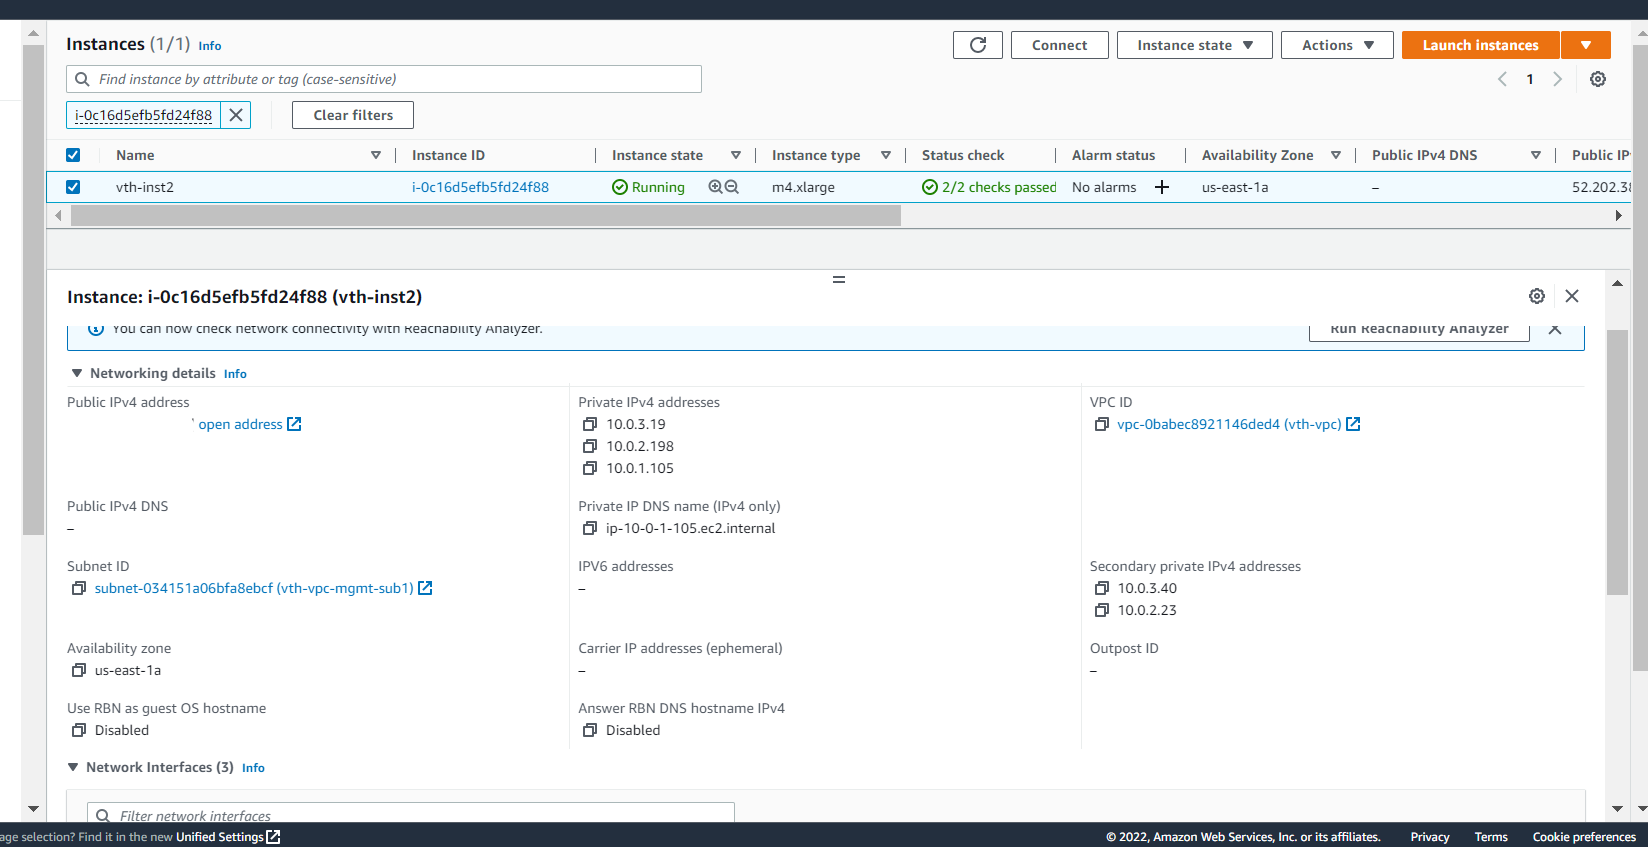 Instances (1/1) Info
Connect
Instance state
Actions
Launch instances
Find instance by attribute or tag (case-sensitive)
1
i-0c16d5efb5fd24f88
Clear filters
Name Instance ID Instance state Instance type Status check Alarm status Availability Zone Public IPv4 DNS Public IP
vth-inst2 i-0c16d5efb5fd24f88 Running m4.xlarge 2/2 checks passed No alarms + us-east-1a – 52.202.38
Instance: i-0c16d5efb5fd24f88 (vth-inst2)
You can now check network connectivity with Reachability Analyzer.
Run Reachability Analyzer
Networking details Info
Public IPv4 address
open address
Private IPv4 addresses
10.0.3.19
10.0.2.198
10.0.1.105
VPC ID
vpc-0babec8921146ded4 (vth-vpc)
Public IPv4 DNS
–
Private IP DNS name (IPv4 only)
ip-10-0-1-105.ec2.internal
Subnet ID
subnet-034151a06bfa8ebcf (vth-vpc-mgmt-sub1)
IPV6 addresses
–
Secondary private IPv4 addresses
10.0.3.40
10.0.2.23
Availability zone
us-east-1a
Carrier IP addresses (ephemeral)
–
Outpost ID
–
Use RBN as guest OS hostname
Disabled
Answer RBN DNS hostname IPv4
Disabled
Network Interfaces (3) Info
Filter network interfaces
age selection? Find it in the new Unified Settings
© 2022, Amazon Web Services, Inc. or its affiliates. Privacy Terms Cookie preferences